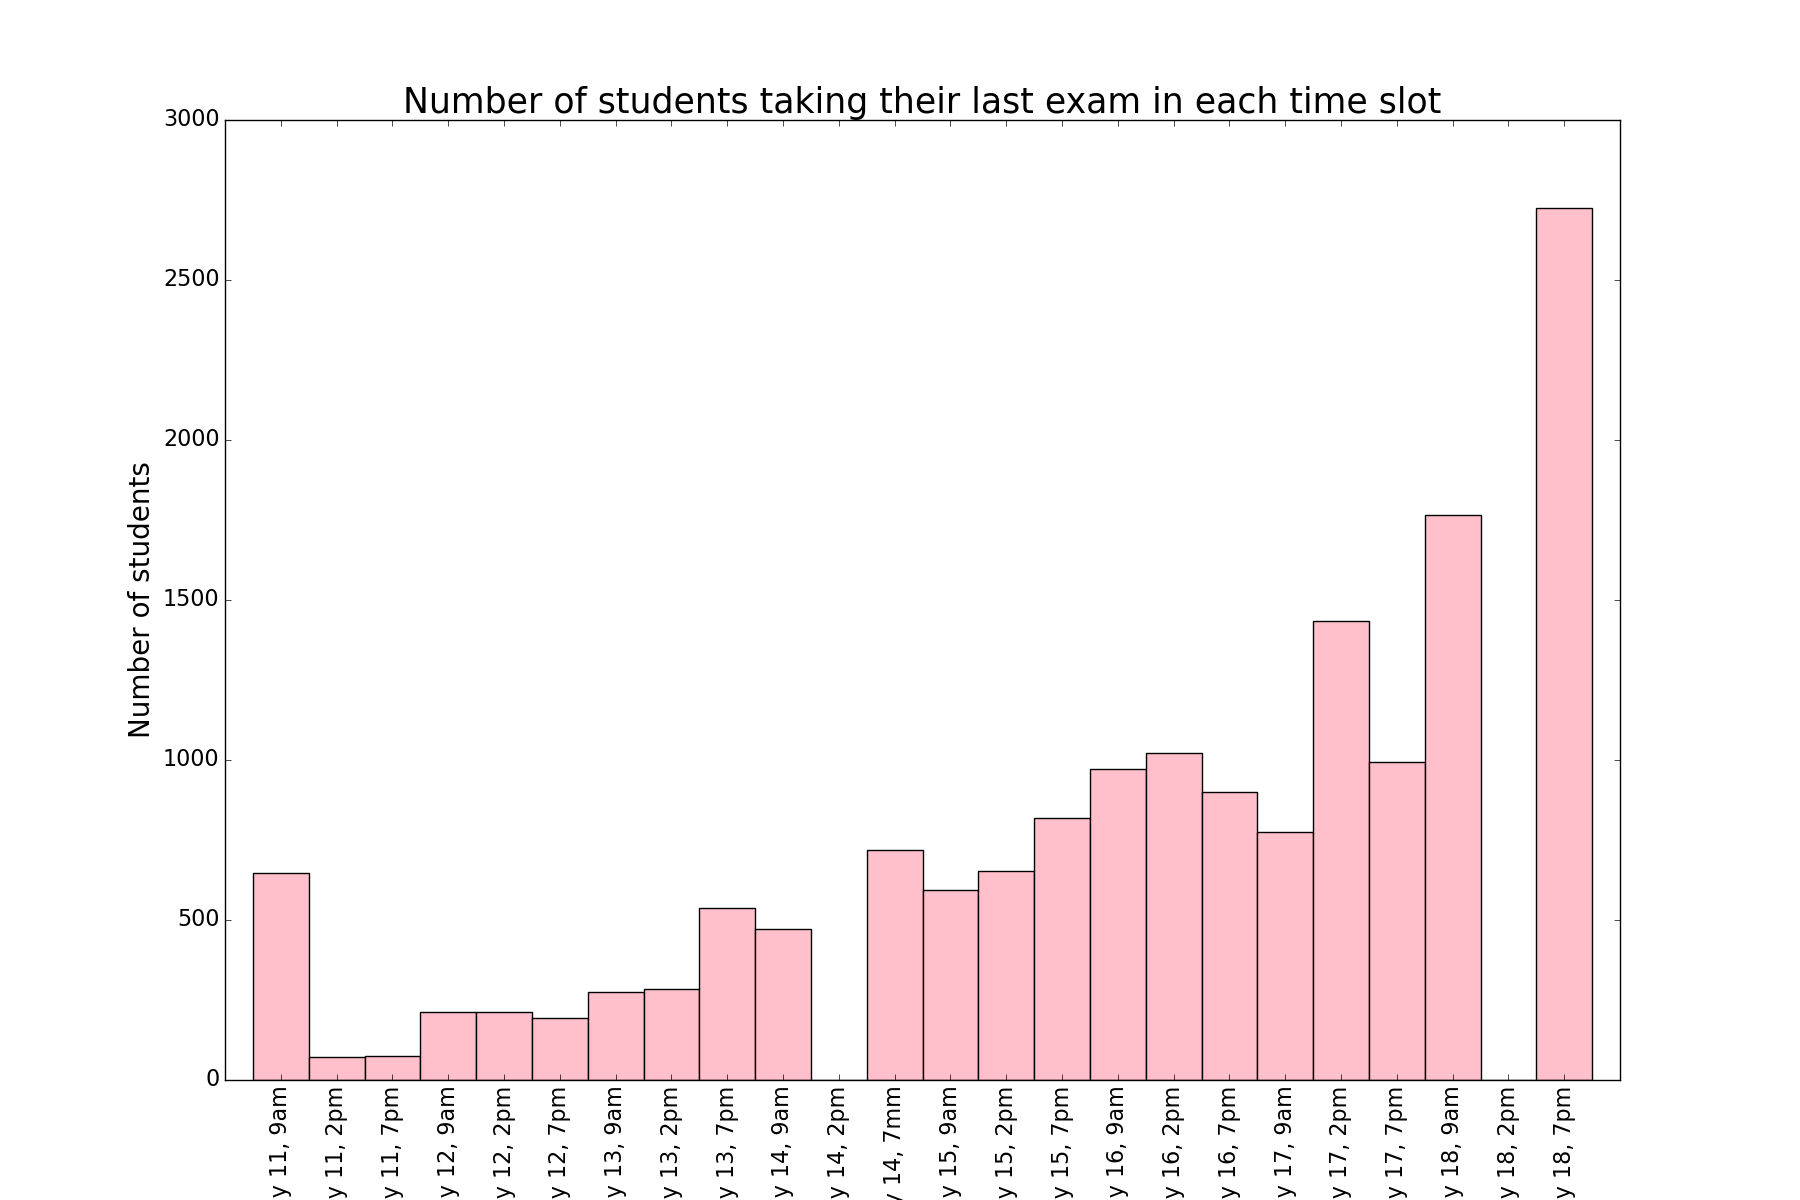 Number of students taking their last exam in each time slot
3000
2500
2000
1500
1000
500
0
Number of students
y 11, 9am
y 11, 2pm
y 11, 7pm
y 12, 9am
y 12, 2pm
y 12, 7pm
y 13, 9am
y 13, 2pm
y 13, 7pm
y 14, 9am
y 14, 2pm
y 14, 7mm
y 15, 9am
y 15, 2pm
y 15, 7pm
y 16, 9am
y 16, 2pm
y 16, 7pm
y 17, 9am
y 17, 2pm
y 17, 7pm
y 18, 9am
y 18, 2pm
y 18, 7pm